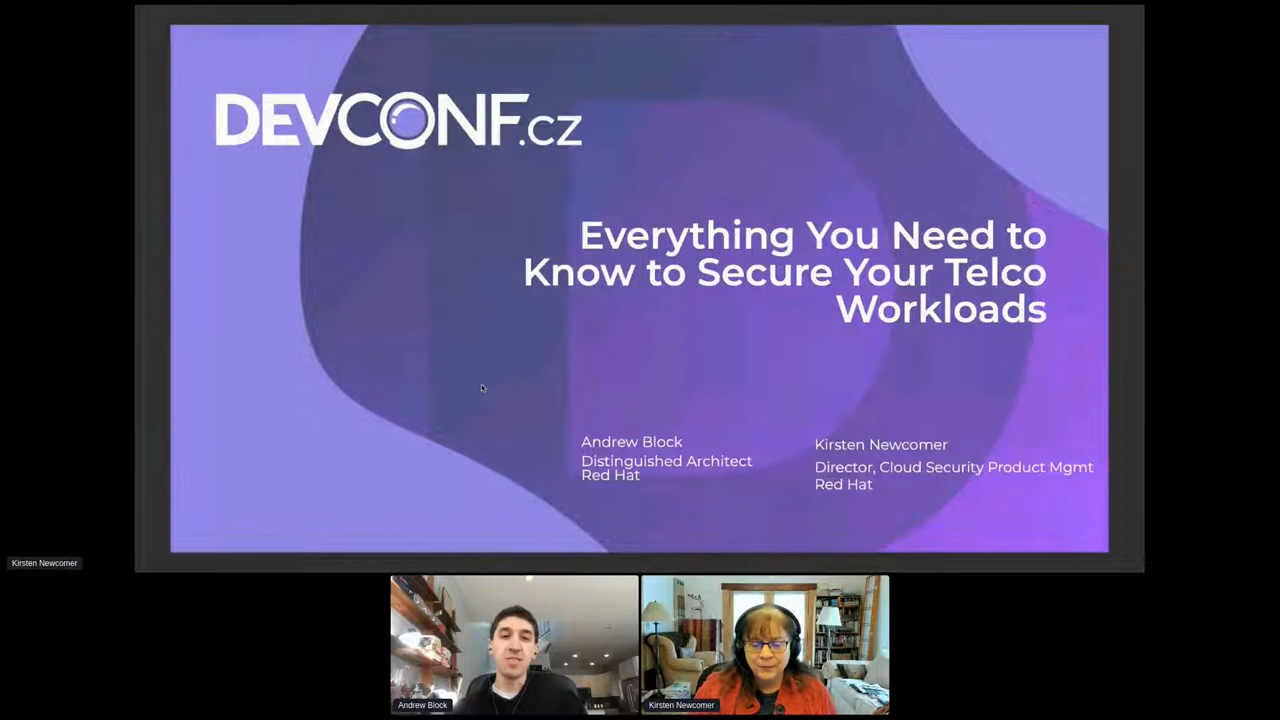 DEVCONF.cz
Everything You Need to
Know to Secure Your Telco
Workloads
Andrew Block
Distinguished Architect
Red Hat
Kirsten Newcomer
Director, Cloud Security Product Mgmt
Red Hat
Kirsten Newcomer
Andrew Block
Kirsten Newcomer